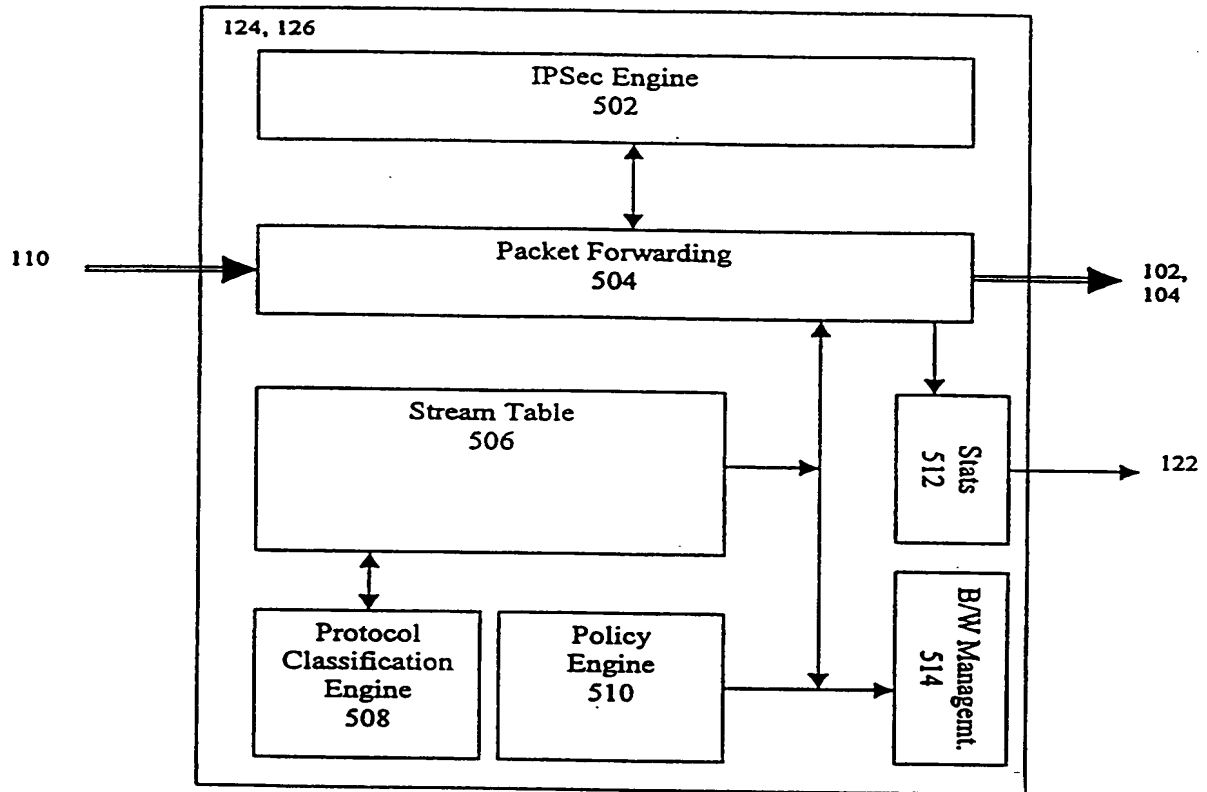 124, 126
IPSec Engine
502
110
Packet Forwarding
504
102,
104
Stream Table
506
Stats
512
122
Protocol
Classification
Engine
508
Policy
Engine
510
B/W Managemt.
514